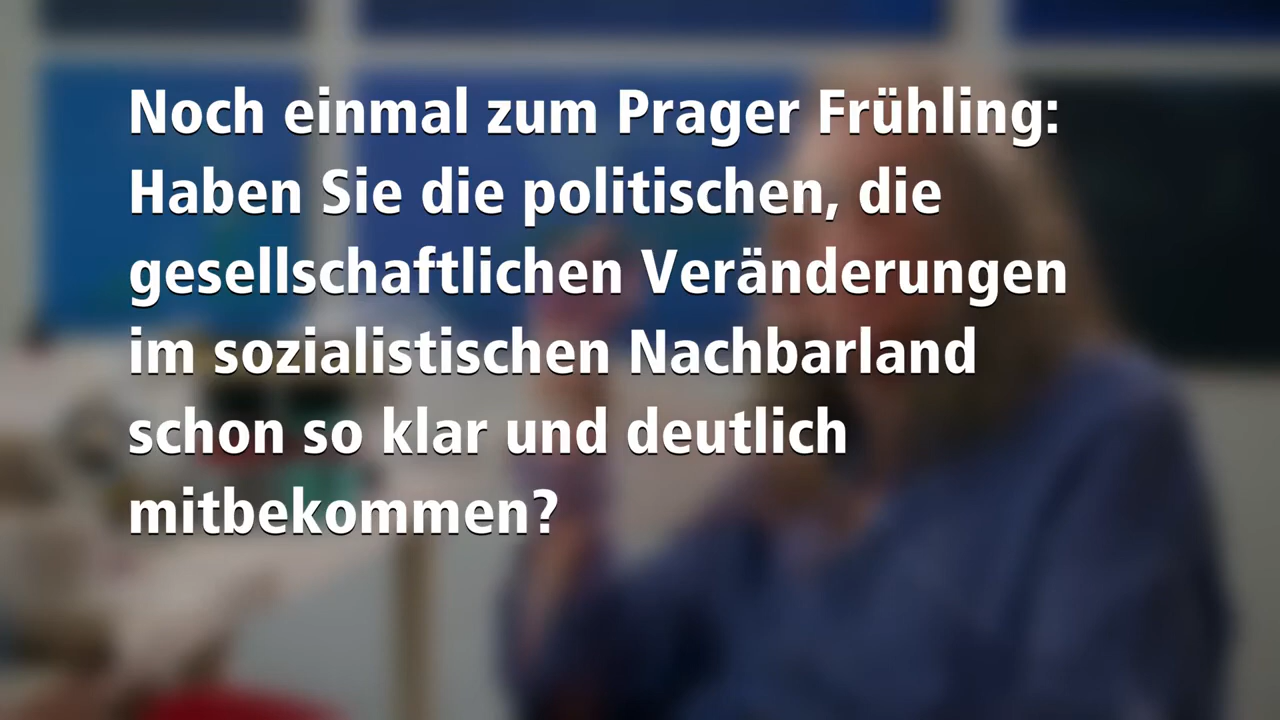 Noch einmal zum Prager Frühling:
Haben Sie die politischen, die
gesellschaftlichen Veränderungen
im sozialistischen Nachbarland
schon so klar und deutlich
mitbekommen?